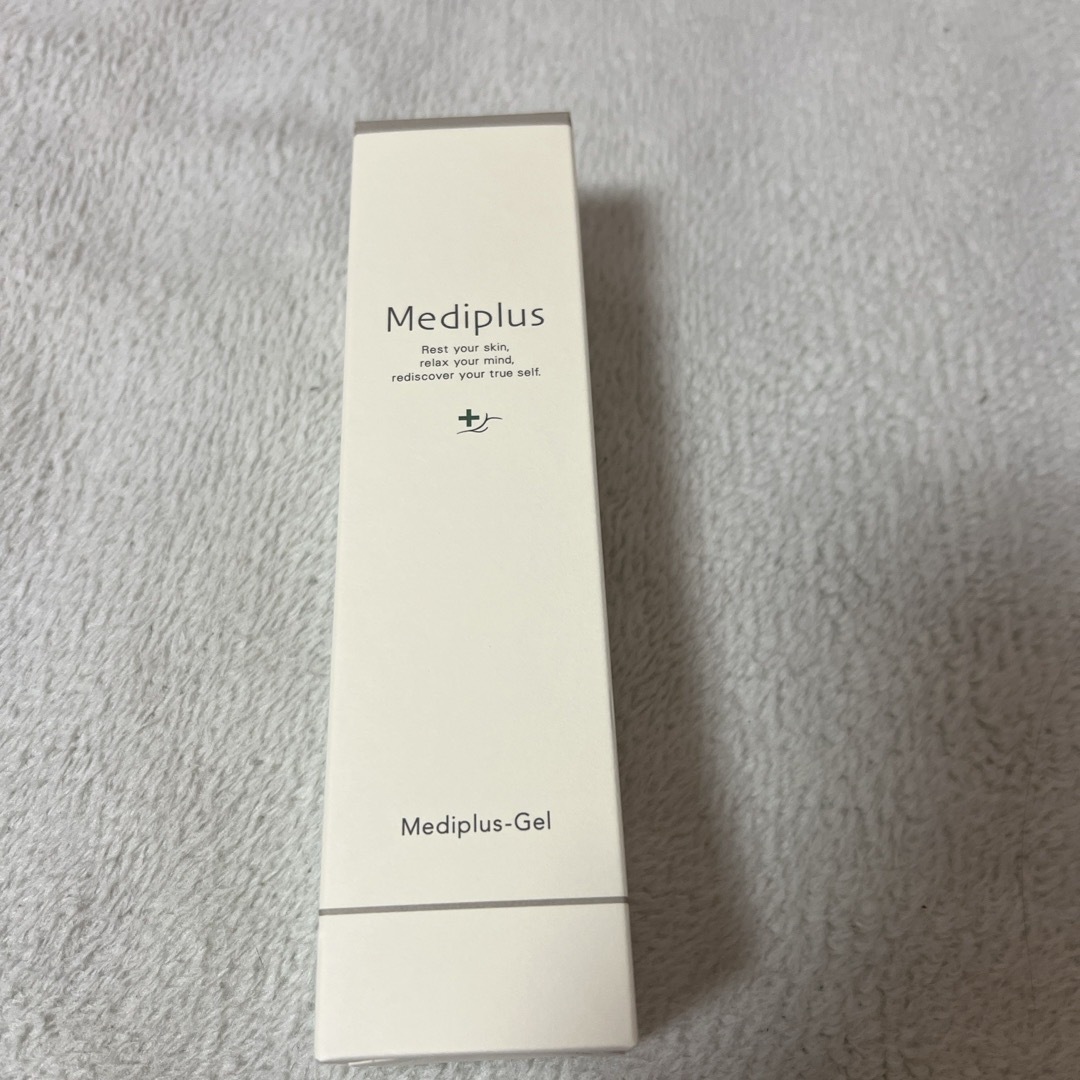 Mediplus
Rest your skin,
relax your mind,
rediscover your true self.
Mediplus-Gel